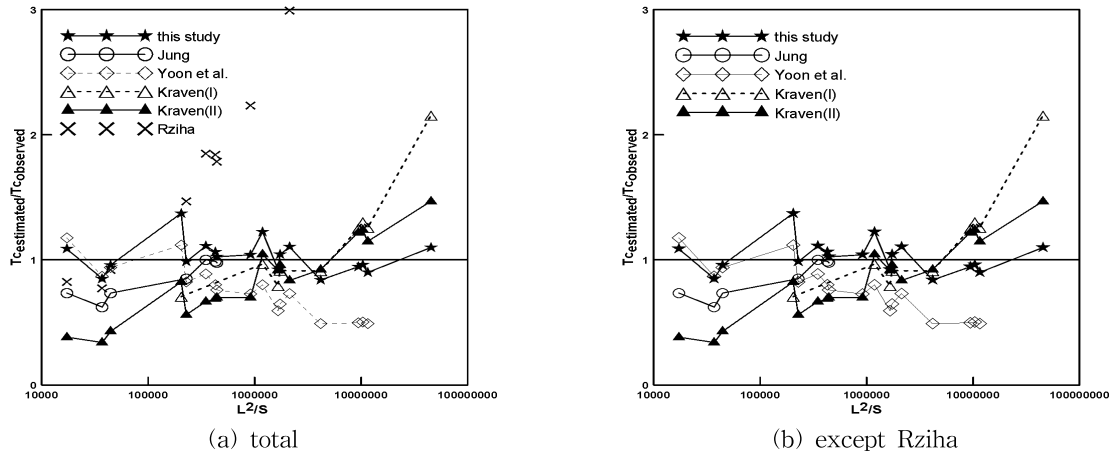 3
2
1
0
Tcestimated/Tcobserved
this study
Jung
Yoon et al.
Kraven(I)
Kraven(II)
Rziha
10000
100000
1000000
10000000
100000000
L2/S
(a) total
3
2
1
0
Tcestimated/Tcobserved
this study
Jung
Yoon et al.
Kraven(I)
Kraven(II)
10000
100000
1000000
10000000
100000000
L2/S
(b) except Rziha